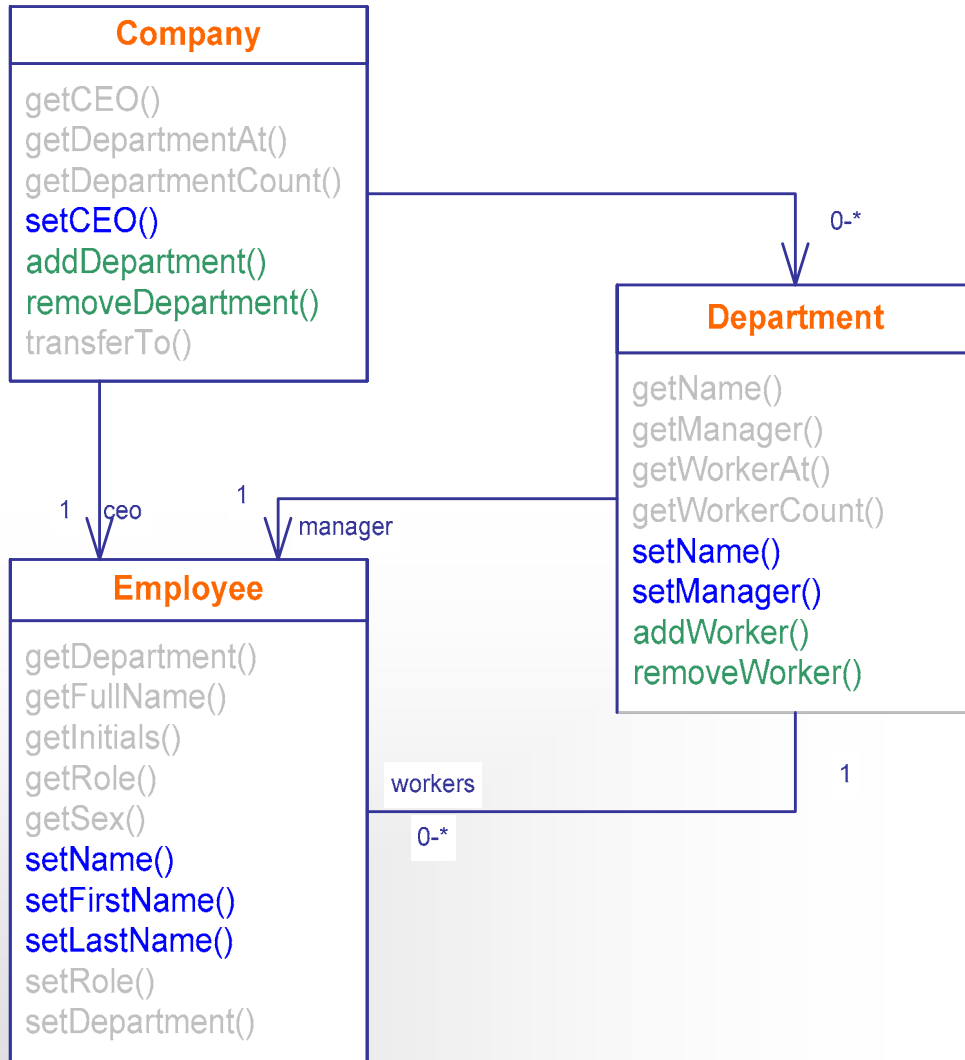 Company
getCEO()
getDepartmentAt()
getDepartmentCount()
setCEO()
addDepartment()
removeDepartment()
transferTo()
0-*
Department
getName()
getManager()
getWorkerAt()
getWorkerCount()
setName()
setManager()
addWorker()
removeWorker()
1
ceo
1
manager
Employee
getDepartment()
getFullName()
getInitials()
getRole()
getSex()
setName()
setFirstName()
setLastName()
setRole()
setDepartment()
workers
0-*
1